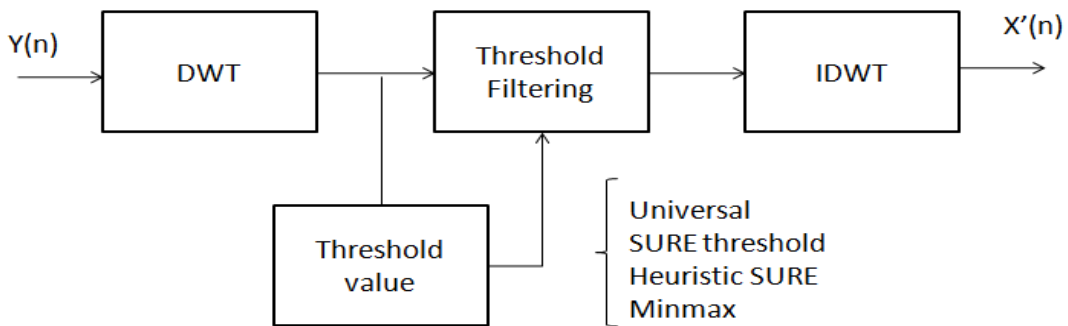 Y(n)
DWT
Threshold
Filtering
IDWT
X'(n)
Threshold
value
Universal
SURE threshold
Heuristic SURE
Minmax